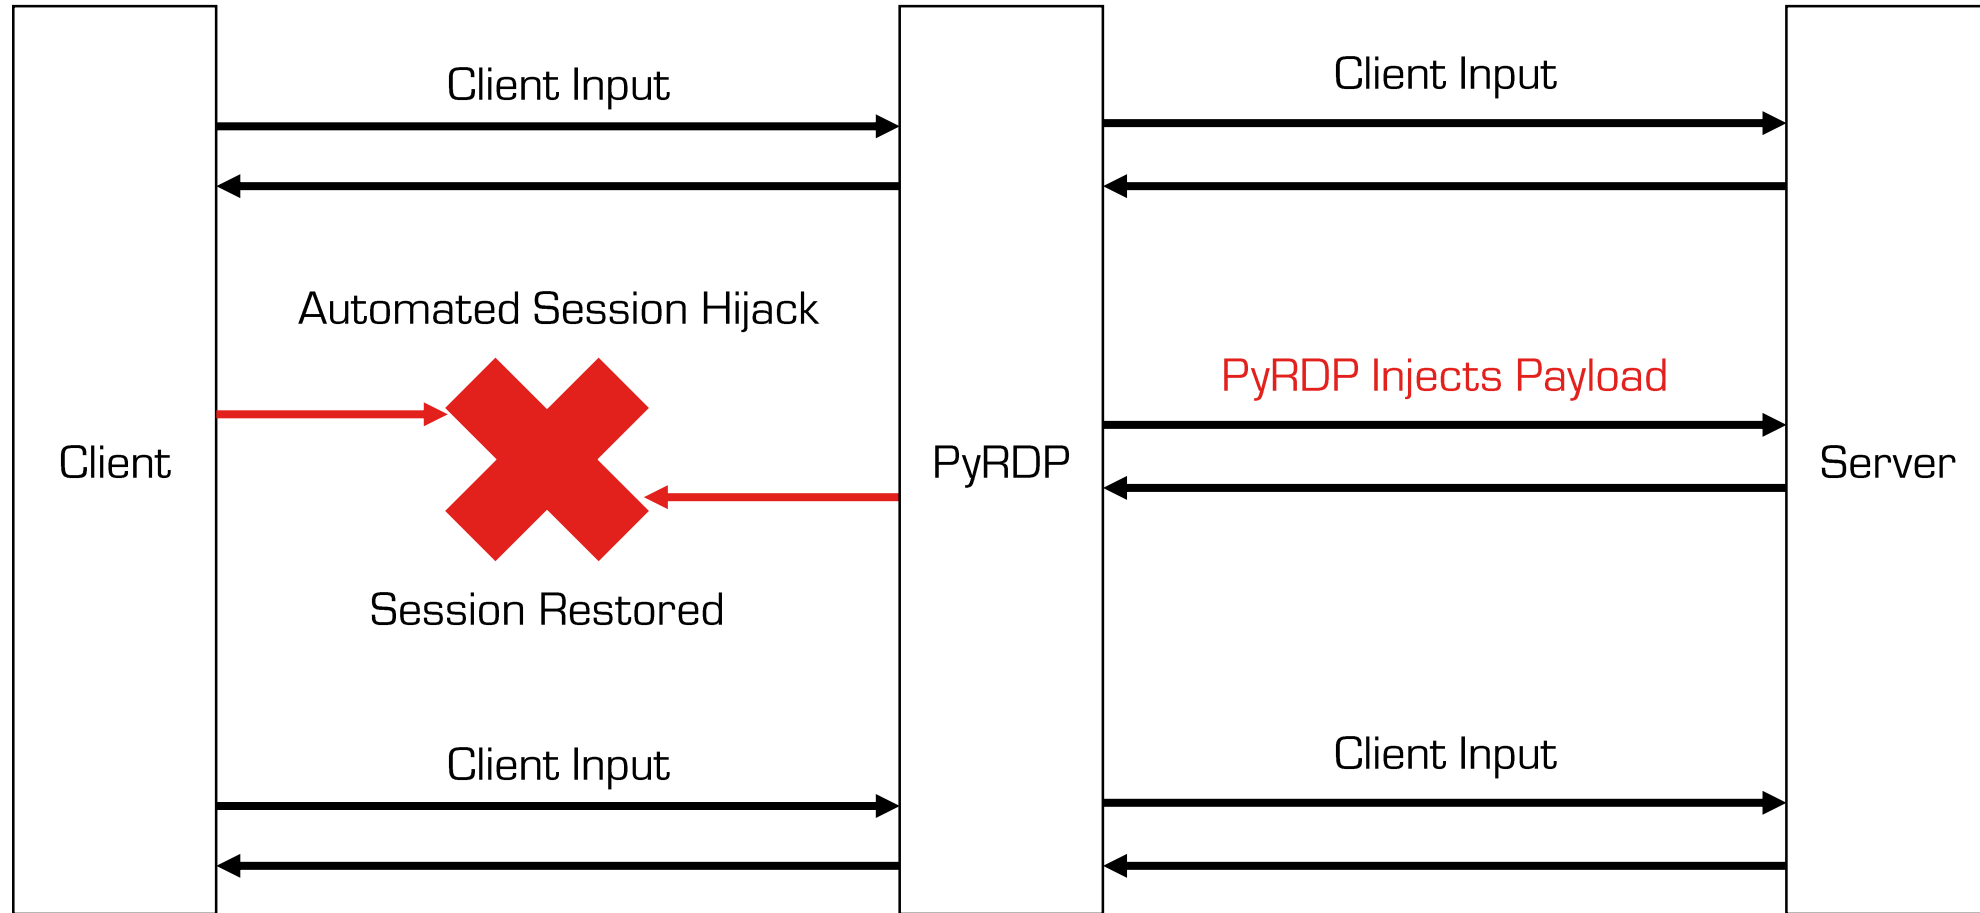 Client Input
Client Input
Automated Session Hijack
PyRDP Injects Payload
Client
PyRDP
Server
Session Restored
Client Input
Client Input